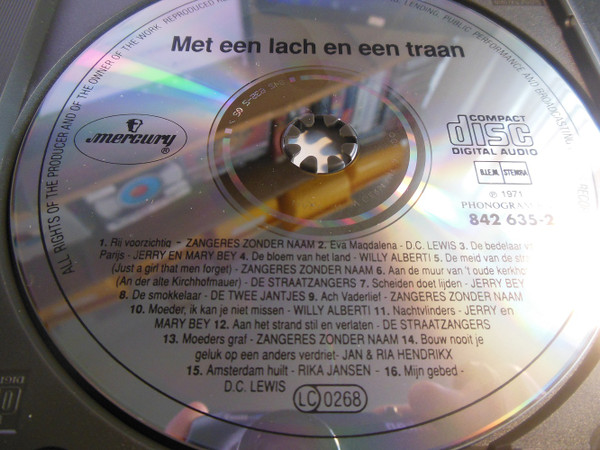 ALL RIGHTS OF THE PRODUCER AND OF THE OWNER OF THE WORK REPRODUCED
LENDING, PUBLIC PERFORMANCE AND BROADCASTING
Met een lach en een traan
mercury ®
COMPACT
disc
DIGITAL AUDIO
B.I.E.M. STEMRA
℗ 1971
PHONOGRAM
842 635-2
1. Rij voorzichtig - ZANGERES ZONDER NAAM 2. Eva Magdalena - D.C. LEWIS 3. De bedelaar
Parijs - JERRY EN MARY BEY 4. De bloem van het land - WILLY ALBERTI 5. De meid van de
(Just a girl that men forget) - ZANGERES ZONDER NAAM 6. Aan de muur van 't oude
(An der alte Kirchhofmauer) - DE STRAATZANGERS 7. Scheiden doet lijden - JERRY BEY
8. De smokkelaar - DE TWEE JANTJES 9. Ach Vaderlief - ZANGERES ZONDER NAAM
10. Moeder, ik kan je niet missen - WILLY ALBERTI 11. Nachtvlinders - JERRY en
MARY BEY 12. Aan het strand stil en verlaten - DE STRAATZANGERS
13. Moeders graf - ZANGERES ZONDER NAAM 14. Bouw nooit je
geluk op een anders verdriet- JAN & RIA HENDRIKX
15. Amsterdam huilt - RIKA JANSEN - 16. Mijn gebed -
D.C. LEWIS
LC 0268